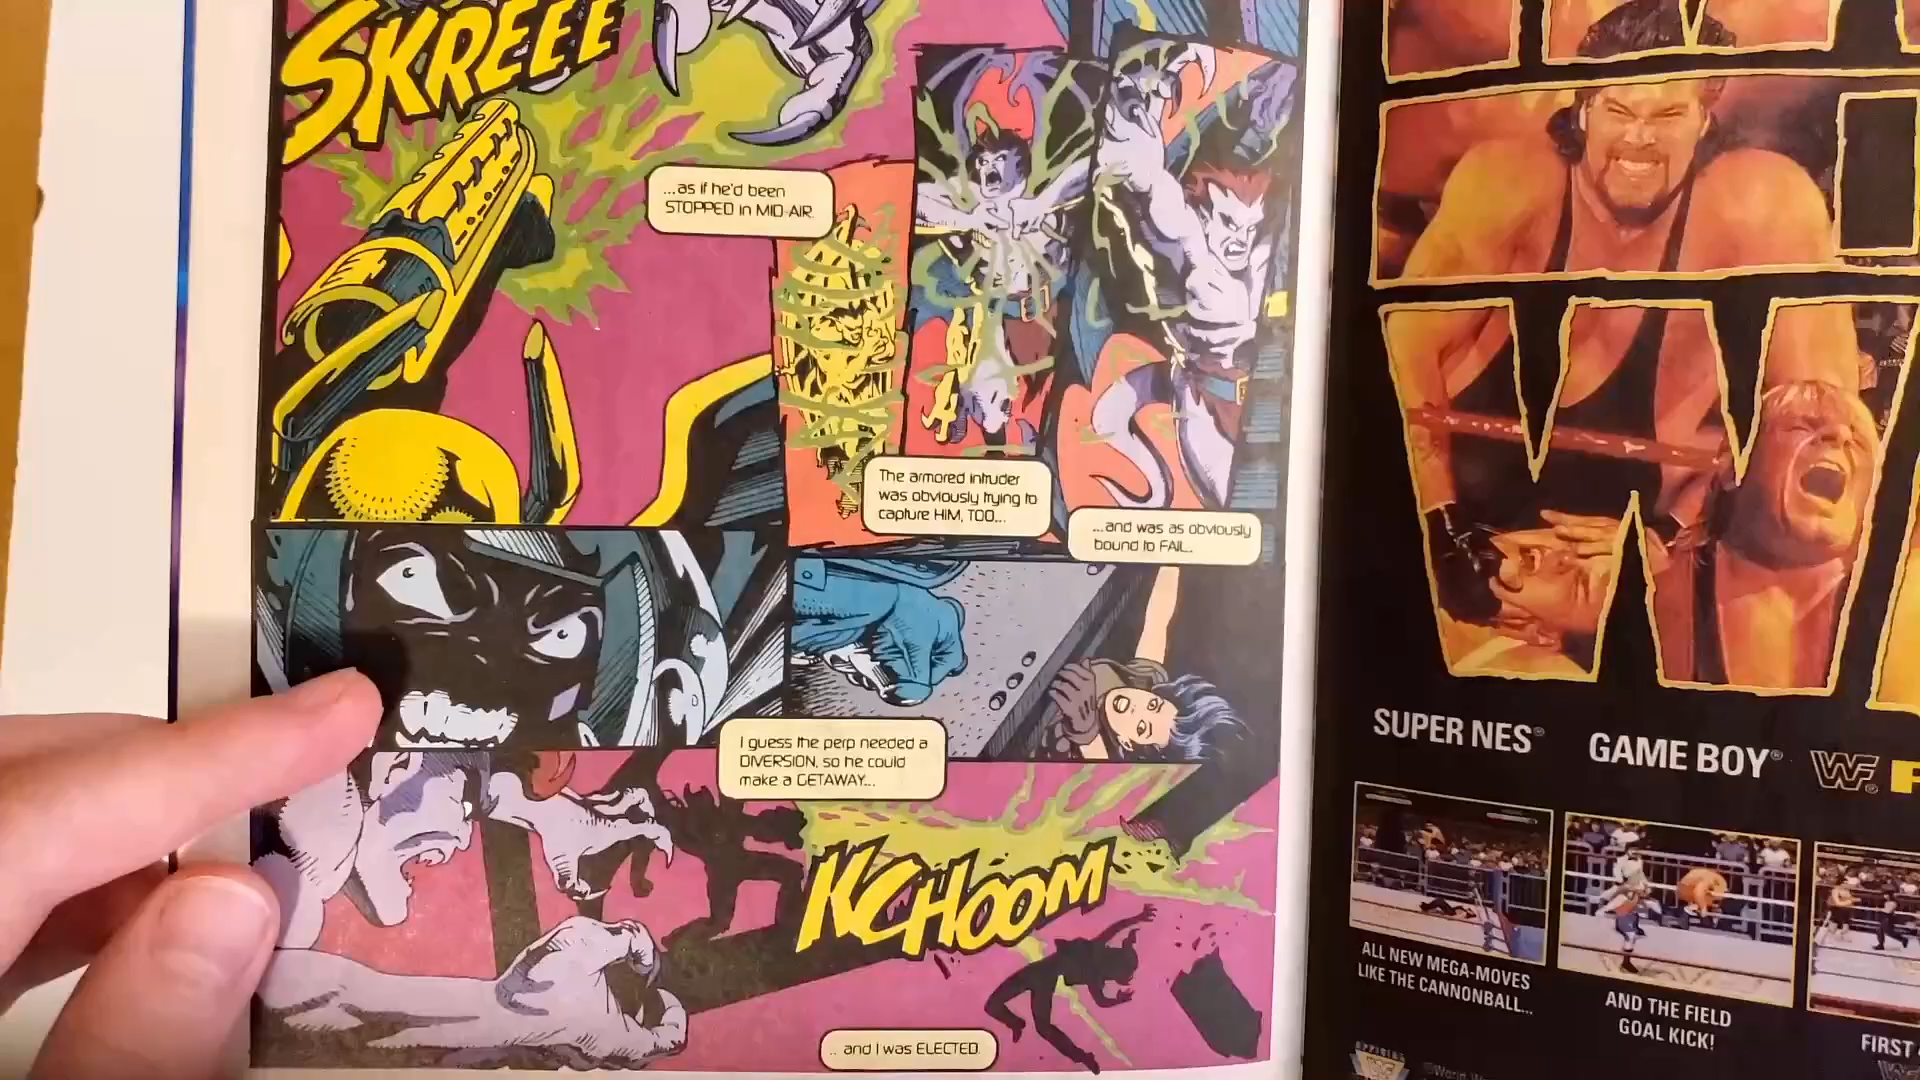 SKREEE
...as if he'd been
STOPPED in MID-AIR.
The armored intruder
was obviously trying to
capture HIM, TOO...
...and was as obviously
bound to FAIL.
I guess the perp needed a
DIVERSION, so he could
make a GETAWAY...
KCHOOM
... and I was ELECTED.
W
SUPER NES®
GAME BOY®
ALL NEW MEGA-MOVES
LIKE THE CANNONBALL...
AND THE FIELD
GOAL KICK!
FIRST